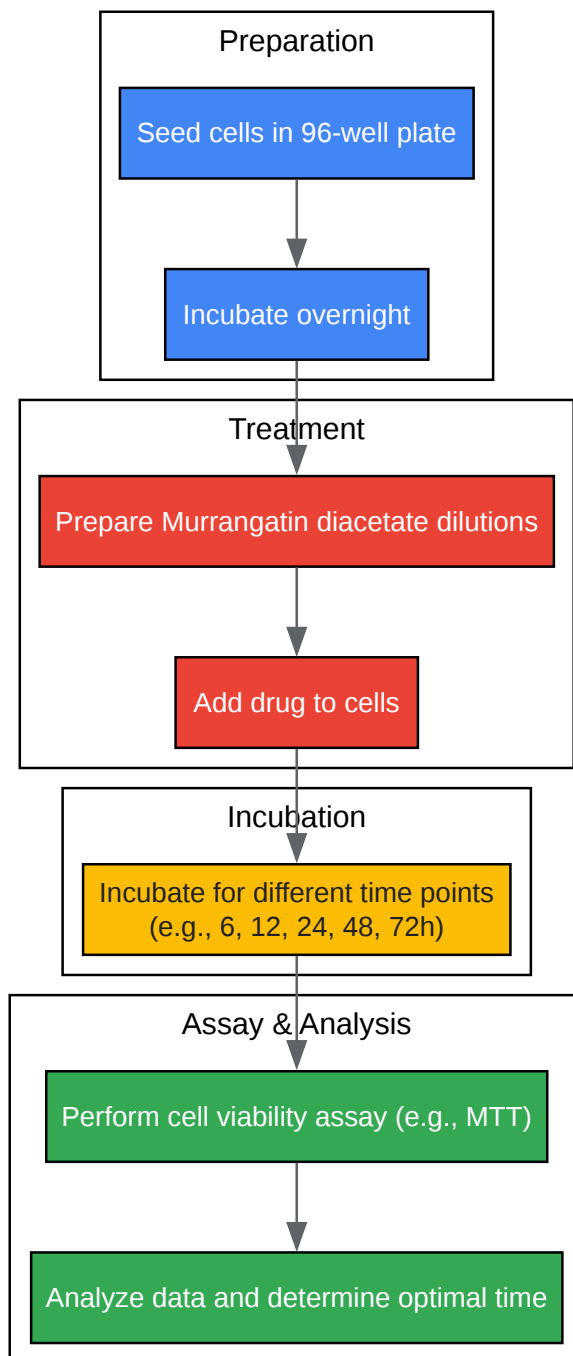 Preparation
Seed cells in 96-well plate
Incubate overnight
Treatment
Prepare Murrangatin diacetate dilutions
Add drug to cells
Incubation
Incubate for different time points
(e.g., 6, 12, 24, 48, 72h)
Assay & Analysis
Perform cell viability assay (e.g., MTT)
Analyze data and determine optimal time